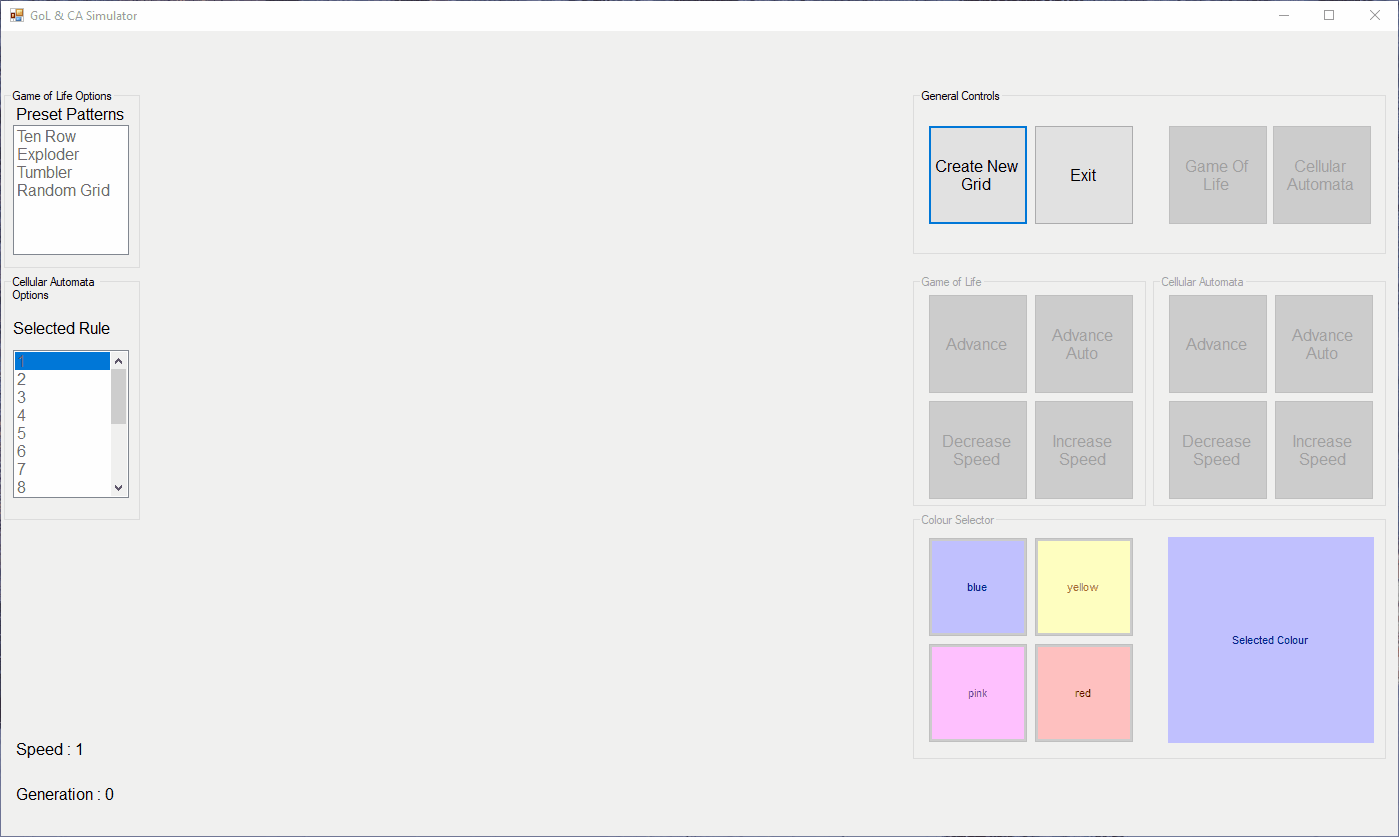 GoL & CA Simulator
Game of Life Options
Preset Patterns
Ten Row
Exploder
Tumbler
Random Grid
Cellular Automata
Options
Selected Rule
1
2
3
4
5
6
7
8
Speed : 1
Generation : 0
General Controls
Create New
Grid
Exit
Game Of
Life
Cellular
Automata
Game of Life
Advance
Advance
Auto
Decrease
Speed
Increase
Speed
Cellular Automata
Advance
Advance
Auto
Decrease
Speed
Increase
Speed
Colour Selector
blue
yellow
pink
red
Selected Colour